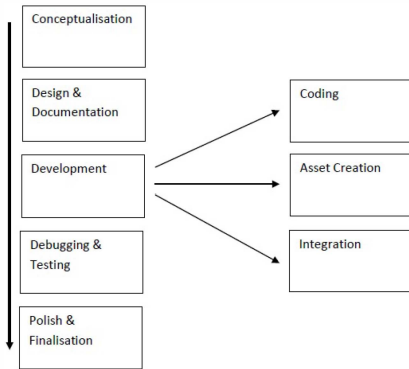 Conceptualisation
Design &
Documentation
Development
Debugging &
Testing
Polish &
Finalisation
Coding
Asset Creation
Integration